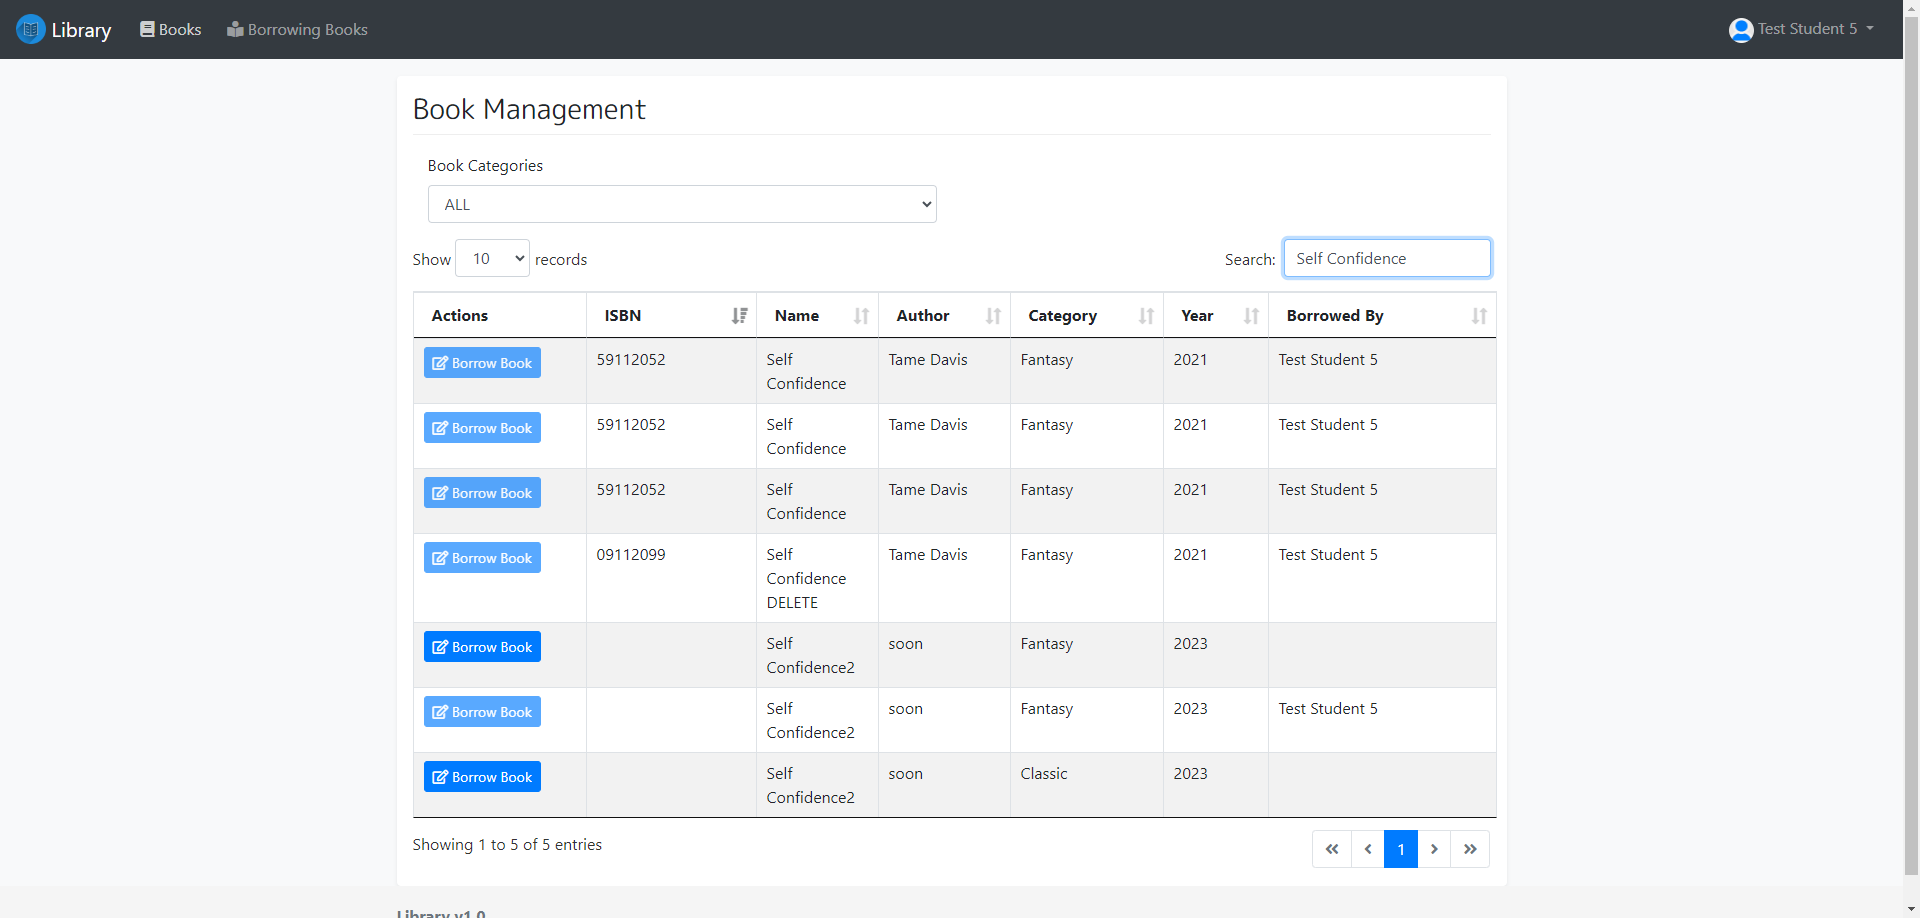 Library Books Borrowing Books Test Student 5
Book Management
Book Categories
ALL
Show 10 records Search: Self Confidence
Actions ISBN Name Author Category Year Borrowed By
Borrow Book 59112052 Self Tame Davis Fantasy 2021 Test Student 5
Confidence
Borrow Book 59112052 Self Tame Davis Fantasy 2021 Test Student 5
Confidence
Borrow Book 59112052 Self Tame Davis Fantasy 2021 Test Student 5
Confidence
Borrow Book 09112099 Self Tame Davis Fantasy 2021 Test Student 5
Confidence
DELETE
Borrow Book Self soon Fantasy 2023
Confidence2
Borrow Book Self soon Fantasy 2023 Test Student 5
Confidence2
Borrow Book Self soon Classic 2023
Confidence2
Showing 1 to 5 of 5 entries « ‹ 1 › »
Library v1.0